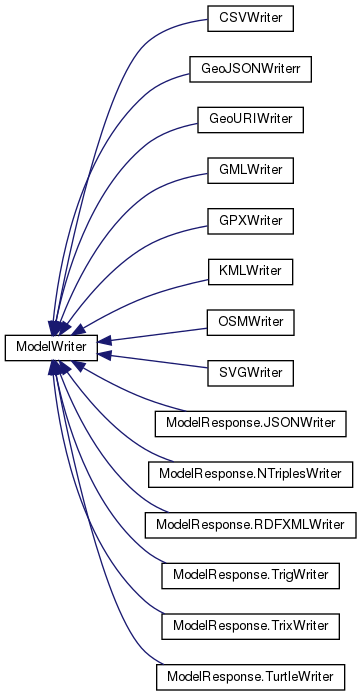 CSVWriter
GeoJSONWriterr
GeoURIWriter
GMLWriter
GPXWriter
KMLWriter
OSMWriter
ModelWriter
SVGWriter
ModelResponse.JSONWriter
ModelResponse.NTriplesWriter
ModelResponse.RDFXMLWriter
ModelResponse.TrigWriter
ModelResponse.TrixWriter
ModelResponse.TurtleWriter